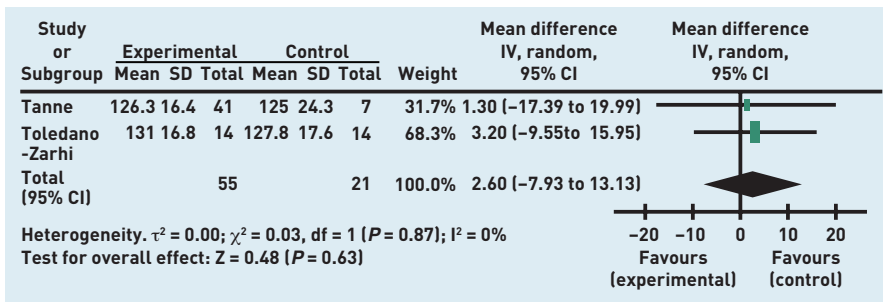 Study or Subgroup Experimental Control Weight Mean difference IV, random, 95% CI Mean difference IV, random, 95% CI
Mean SD Total Mean SD Total
Tanne 126.3 16.4 41 125 24.3 7 31.7% 1.30 (−17.39 to 19.99)
Toledano-Zarhi 131 16.8 14 127.8 17.6 14 68.3% 3.20 (−9.55to 15.95)
Total (95% CI) 55 21 100.0% 2.60 (−7.93 to 13.13)
Heterogeneity. τ² = 0.00; χ² = 0.03, df = 1 (P = 0.87); I² = 0%
Test for overall effect: Z = 0.48 (P = 0.63)
−20 −10 0 10 20
Favours (experimental) Favours (control)